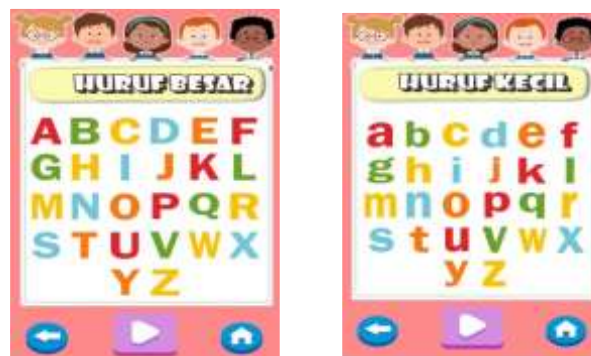 HURUF BESAR
A B C D E F
G H I J K L
M N O P Q R
S T U V W X
Y Z
HURUF KECIL
a b c d e f
g h i j k l
m n o p q r
s t u v w x
y z